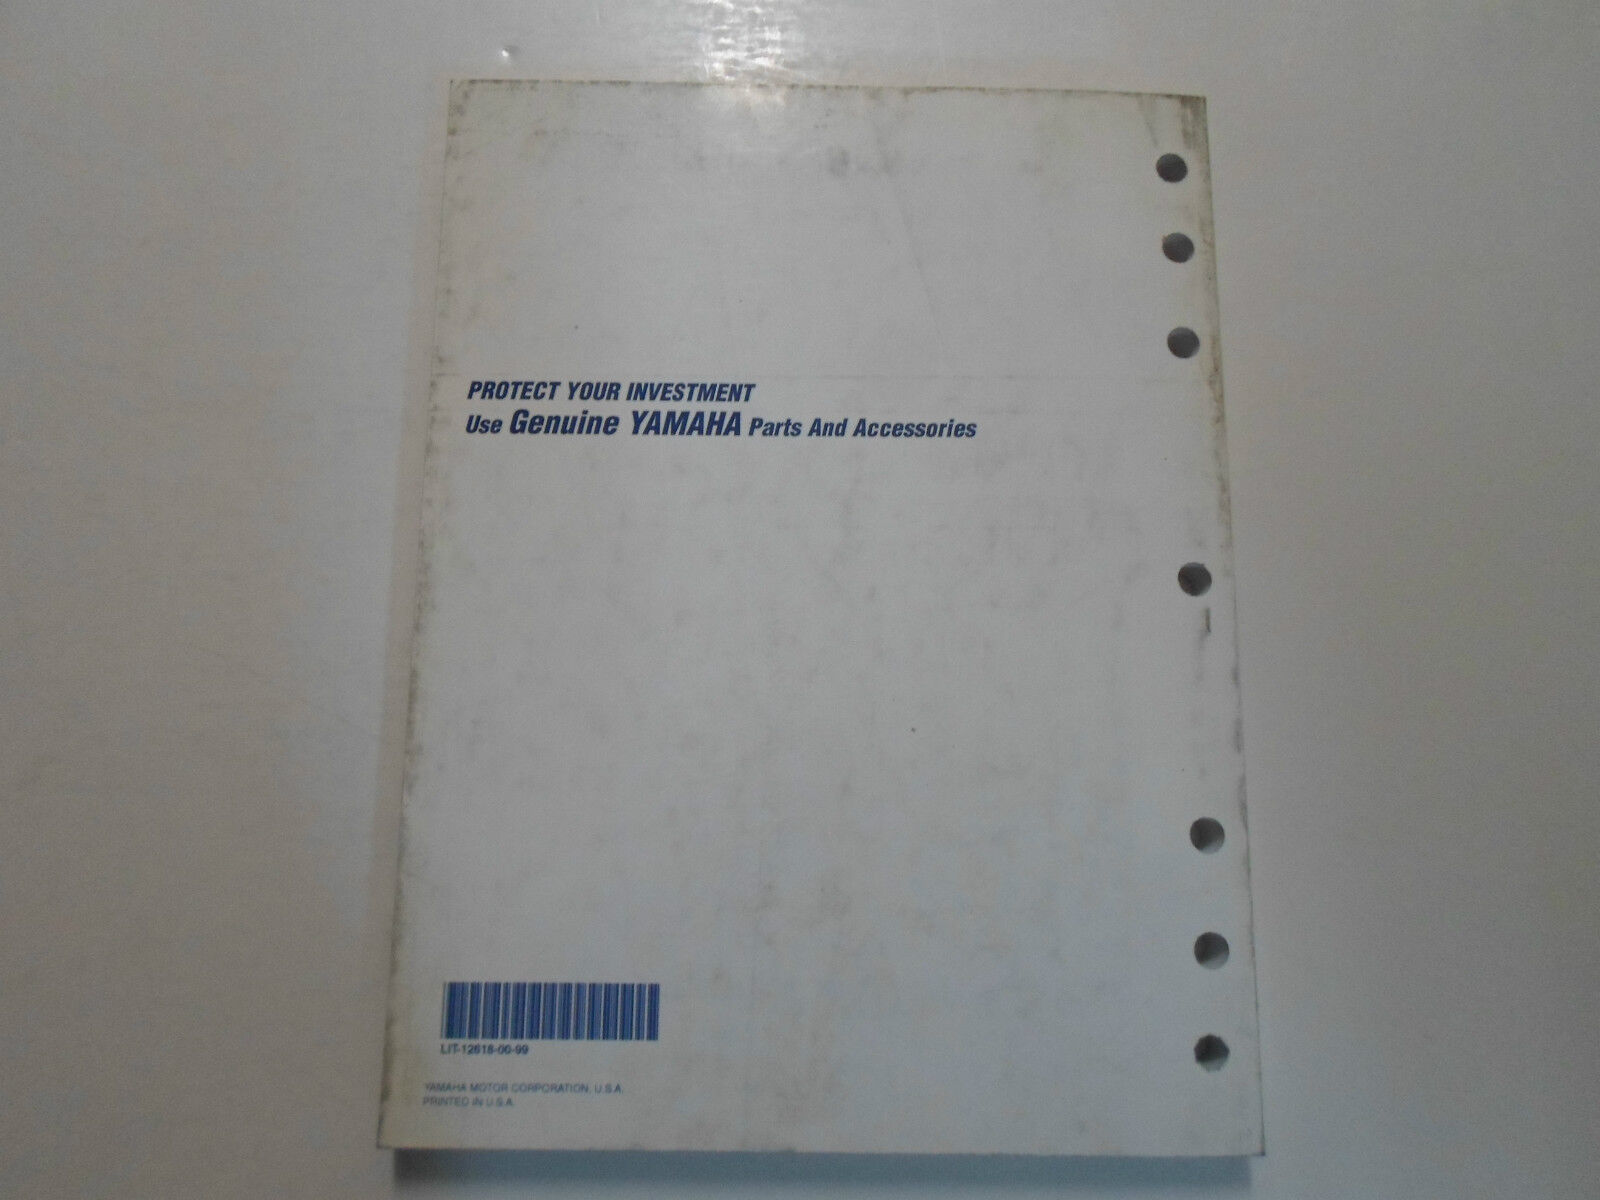 PROTECT YOUR INVESTMENT
Use Genuine YAMAHA Parts And Accessories
LIT-12618-00-99
YAMAHA MOTOR CORPORATION, U.S.A.
PRINTED IN U.S.A.